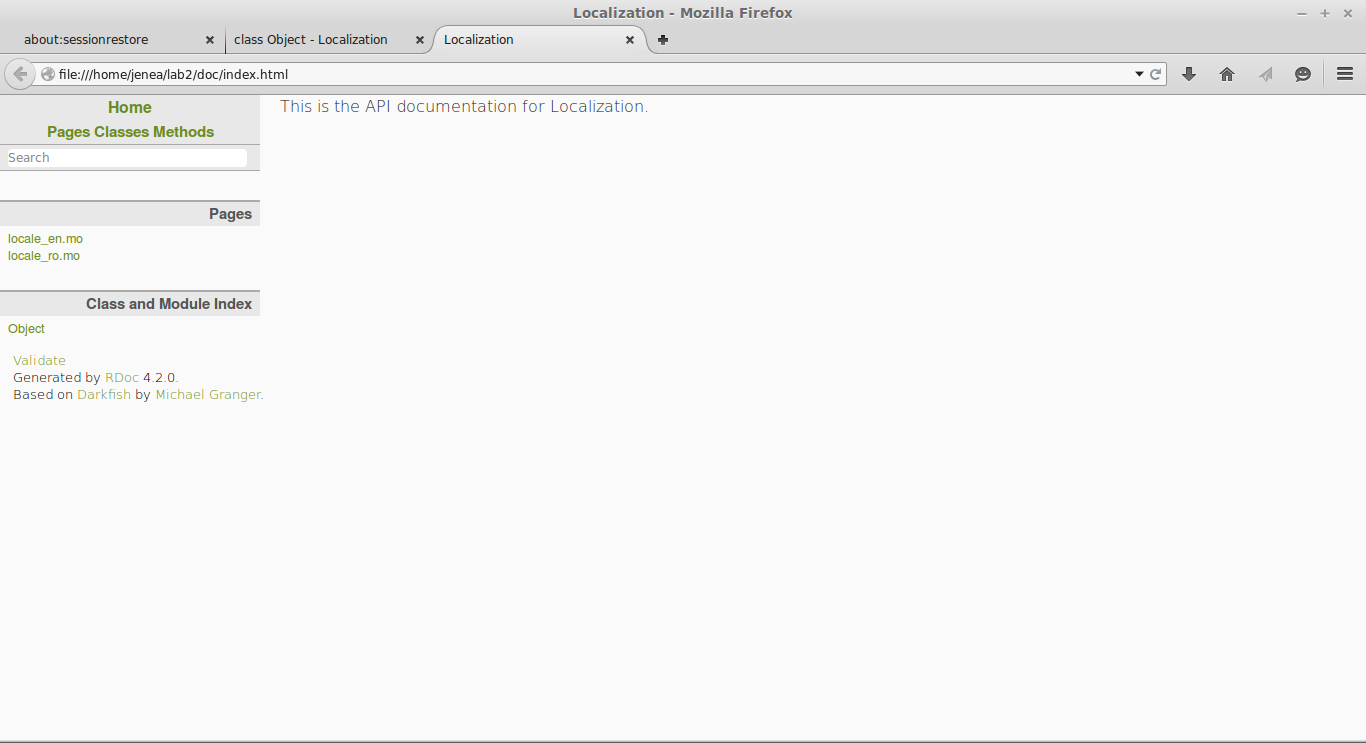 Localization - Mozilla Firefox
about:sessionrestore
class Object - Localization
Localization
file:///home/jenea/lab2/doc/index.html
Home
Pages Classes Methods
Search
This is the API documentation for Localization.
Pages
locale_en.mo
locale_ro.mo
Class and Module Index
Object
Validate
Generated by RDoc 4.2.0.
Based on Darkfish by Michael Granger.